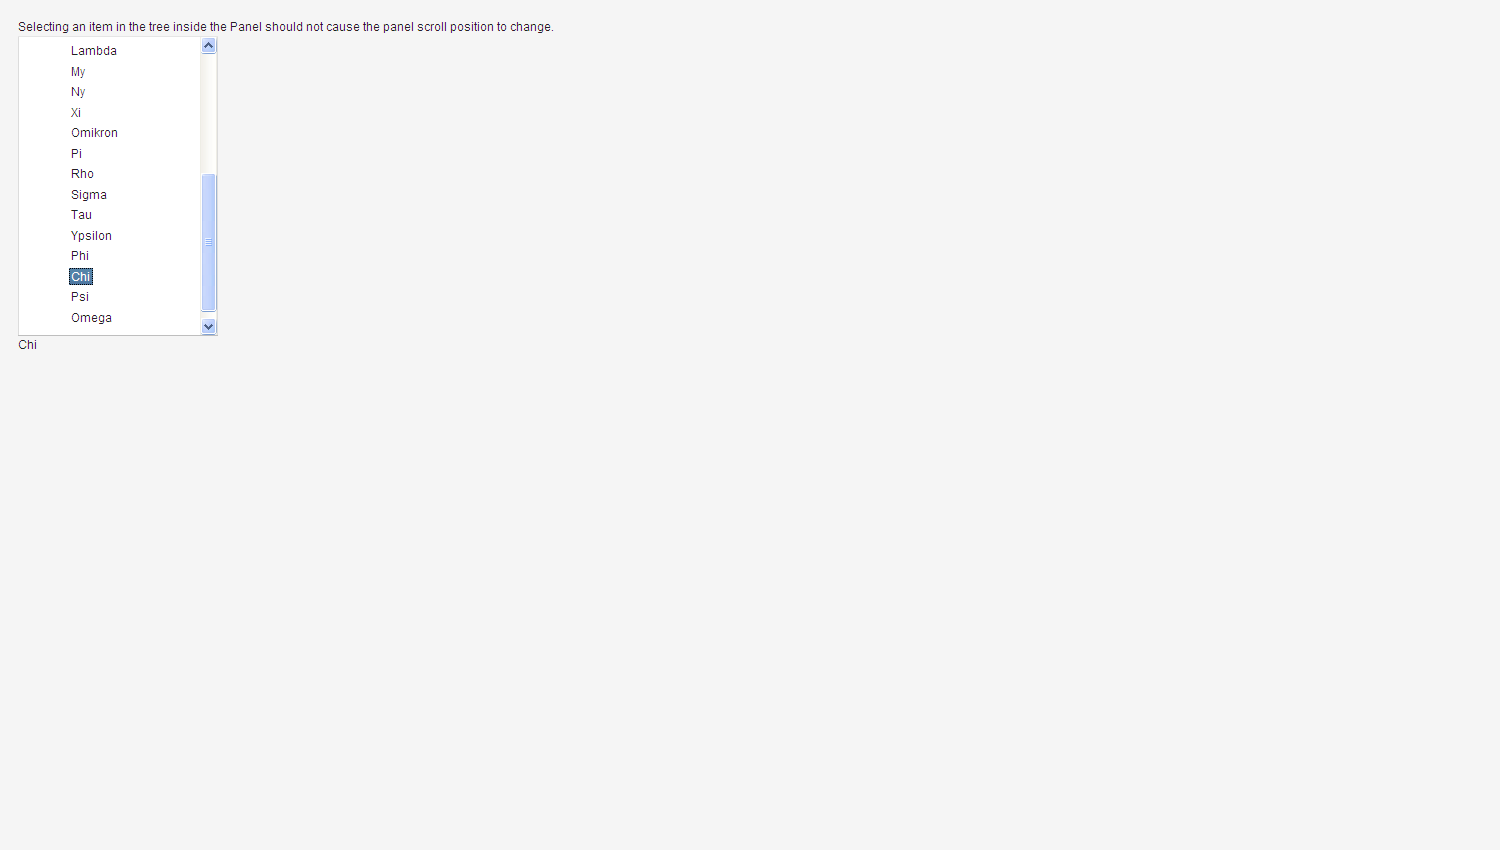 Selecting an item in the tree inside the Panel should not cause the panel scroll position to change.
Lambda
My
Ny
Xi
Omikron
Pi
Rho
Sigma
Tau
Ypsilon
Phi
Chi
Psi
Omega
Chi